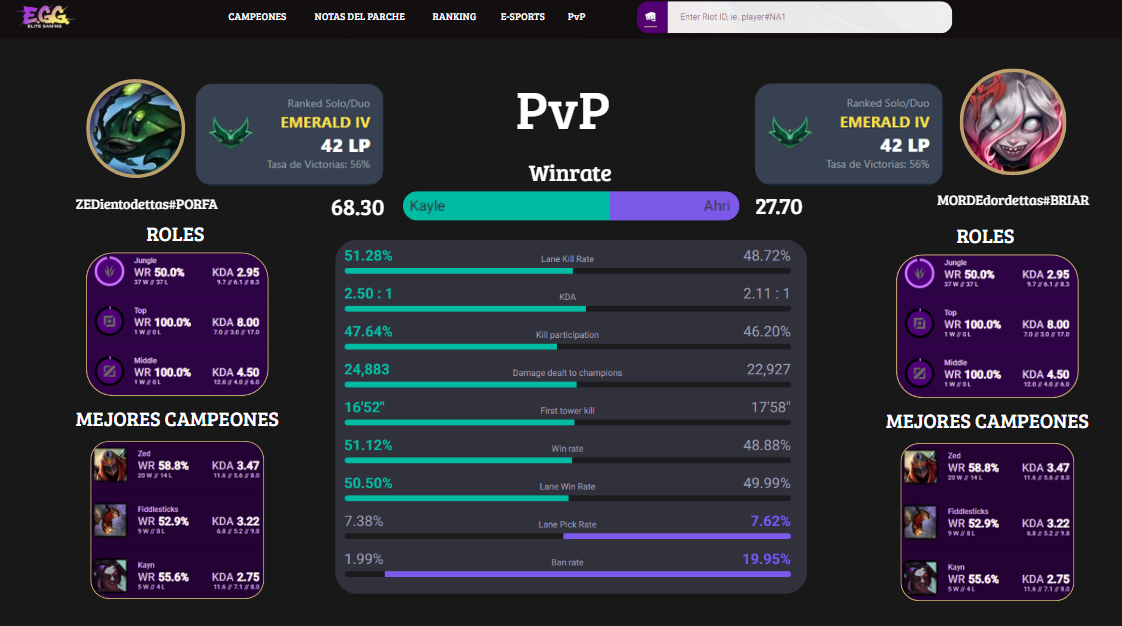 EGG
ELITE GAMING
CAMPEONES NOTAS DEL PARCHE RANKING E-SPORTS PvP
Enter Riot ID, ie. player#NA1
Ranked Solo/Duo
EMERALD IV
42 LP
Tasa de Victorias: 56%
ZEDientodettas#PORFA
PvP
Winrate
68.30 Kayle Ahri 27.70
Ranked Solo/Duo
EMERALD IV
42 LP
Tasa de Victorias: 56%
MORDEdordettas#BRIAR
ROLES
Jungle
WR 50.0% KDA 2.95
37 W // 37 L 9.7 // 6.1 // 8.3
Top
WR 100.0% KDA 8.00
1 W // 0 L 7.0 // 3.0 // 17.0
Middle
WR 100.0% KDA 4.50
1 W // 0 L 12.0 // 4.0 // 6.0
MEJORES CAMPEONES
Zed
WR 58.8% KDA 3.47
20 W // 14 L 11.6 // 5.6 // 8.0
Fiddlesticks
WR 52.9% KDA 3.22
9 W // 8 L 6.8 // 5.2 // 9.8
Kayn
WR 55.6% KDA 2.75
5 W // 4 L 11.6 // 7.1 // 8.0
51.28% Lane Kill Rate 48.72%
2.50 : 1 KDA 2.11 : 1
47.64% Kill participation 46.20%
24,883 Damage dealt to champions 22,927
16'52" First tower kill 17'58"
51.12% Win rate 48.88%
50.50% Lane Win Rate 49.99%
7.38% Lane Pick Rate 7.62%
1.99% Ban rate 19.95%
ROLES
Jungle
WR 50.0% KDA 2.95
37 W // 37 L 9.7 // 6.1 // 8.3
Top
WR 100.0% KDA 8.00
1 W // 0 L 7.0 // 3.0 // 17.0
Middle
WR 100.0% KDA 4.50
1 W // 0 L 12.0 // 4.0 // 6.0
MEJORES CAMPEONES
Zed
WR 58.8% KDA 3.47
20 W // 14 L 11.6 // 5.6 // 8.0
Fiddlesticks
WR 52.9% KDA 3.22
9 W // 8 L 6.8 // 5.2 // 9.8
Kayn
WR 55.6% KDA 2.75
5 W // 4 L 11.6 // 7.1 // 8.0